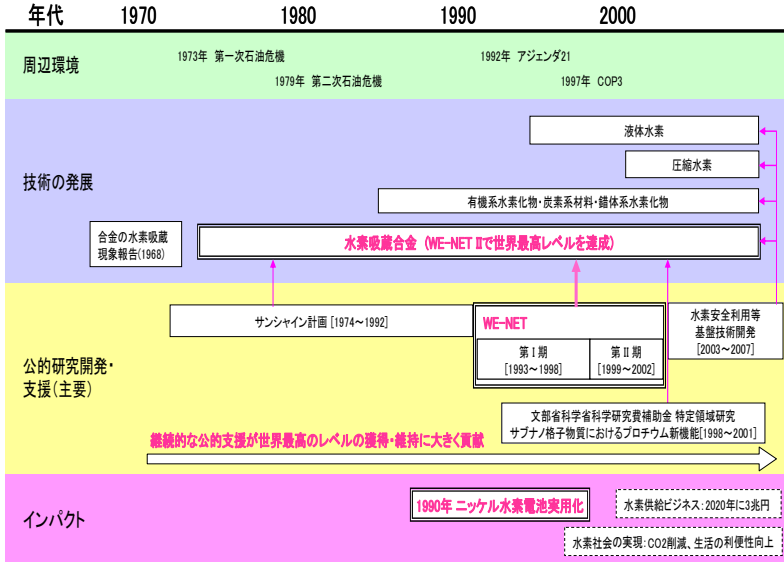 年代 1970 1980 1990 2000
周辺環境
1973年 第一次石油危機
1992年 アジェンダ21
1979年 第二次石油危機
1997年 COP3
技術の発展
液体水素
圧縮水素
有機系水素化物・炭素系材料・錯体系水素化物
合金の水素吸蔵
現象報告(1968)
水素吸蔵合金 (WE-NET Ⅱで世界最高レベルを達成)
公的研究開発・
支援(主要)
サンシャイン計画 [1974～1992]
WE-NET
第Ⅰ期
[1993～1998]
第Ⅱ期
[1999～2002]
水素安全利用等
基盤技術開発
[2003～2007]
文部省科学省科学研究費補助金 特定領域研究
サブナノ格子物質におけるプロチウム新機能[1998～2001]
継続的な公的支援が世界最高のレベルの獲得・維持に大きく貢献
インパクト
1990年 ニッケル水素電池実用化
水素供給ビジネス：2020年に3兆円
水素社会の実現：CO2削減、生活の利便性向上